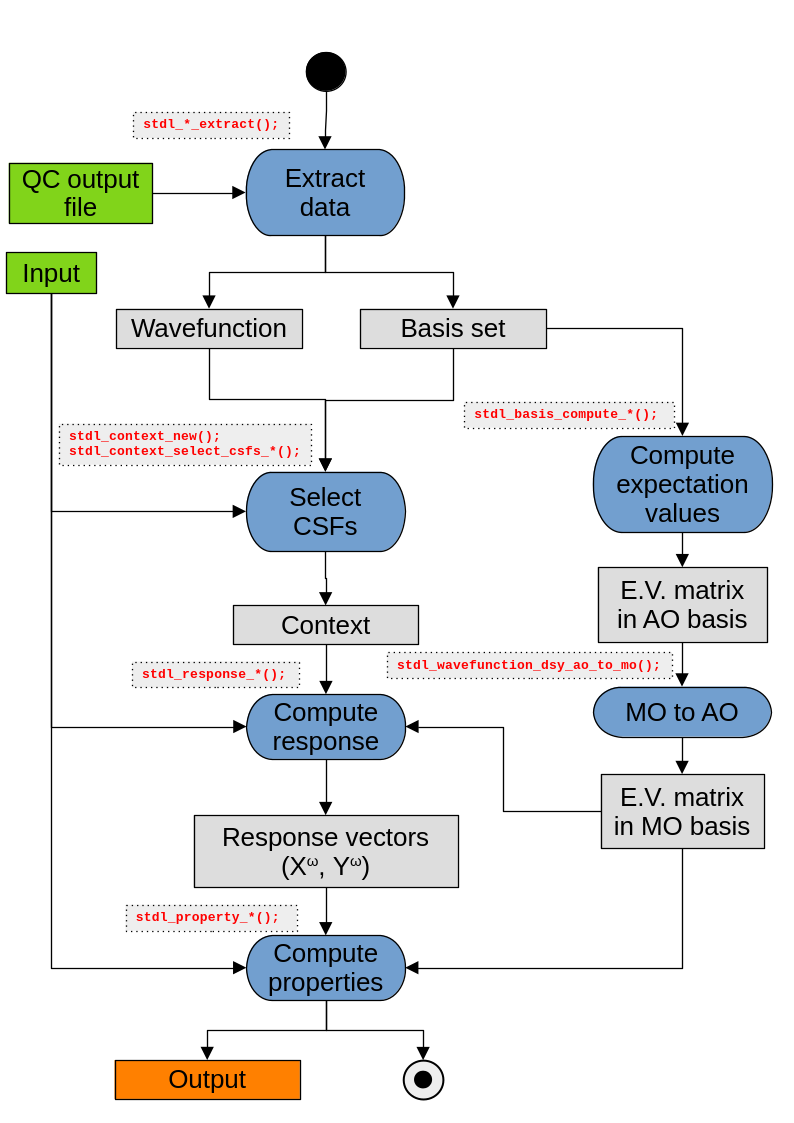 stdl_*_extract();
Extract
data
QC output
file
Input
Wavefunction
Basis set
stdl_basis_compute_*();
stdl_context_new();
stdl_context_select_csfs_*();
Compute
expectation
values
Select
CSFs
E.V. matrix
in AO basis
Context
stdl_wavefunction_dsy_ao_to_mo();
stdl_response_*();
MO to AO
Compute
response
E.V. matrix
in MO basis
Response vectors
(Xω, Yω)
stdl_property_*();
Compute
properties
Output